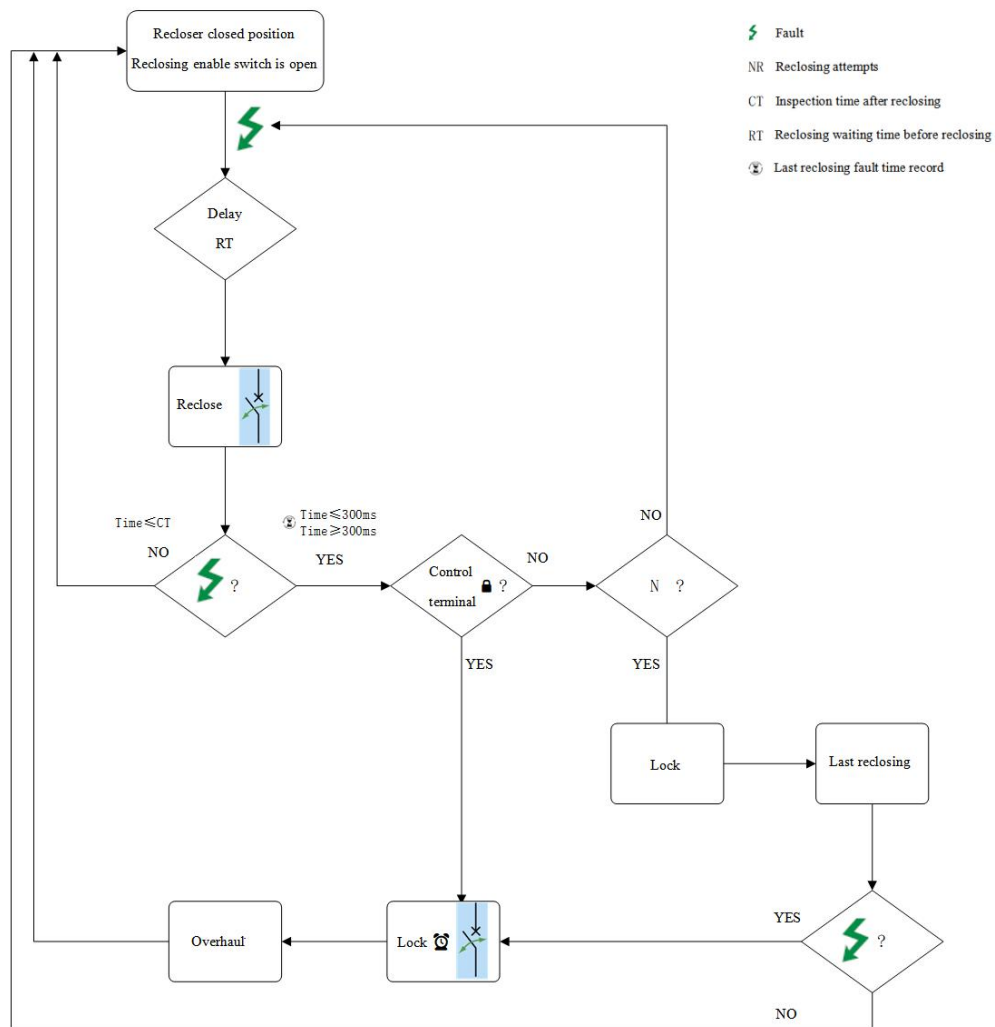 Recloser closed position
Reclosing enable switch is open
Fault
NR Reclosing attempts
CT Inspection time after reclosing
RT Reclosing waiting time before reclosing
Last reclosing fault time record
Delay
RT
Reclose
Time≤CT
NO
Time≤300ms
Time≥300ms
YES
?
Control
terminal ?
NO
NO
N ?
YES
YES
Lock
Last reclosing
YES
?
NO
Lock
Overhaul